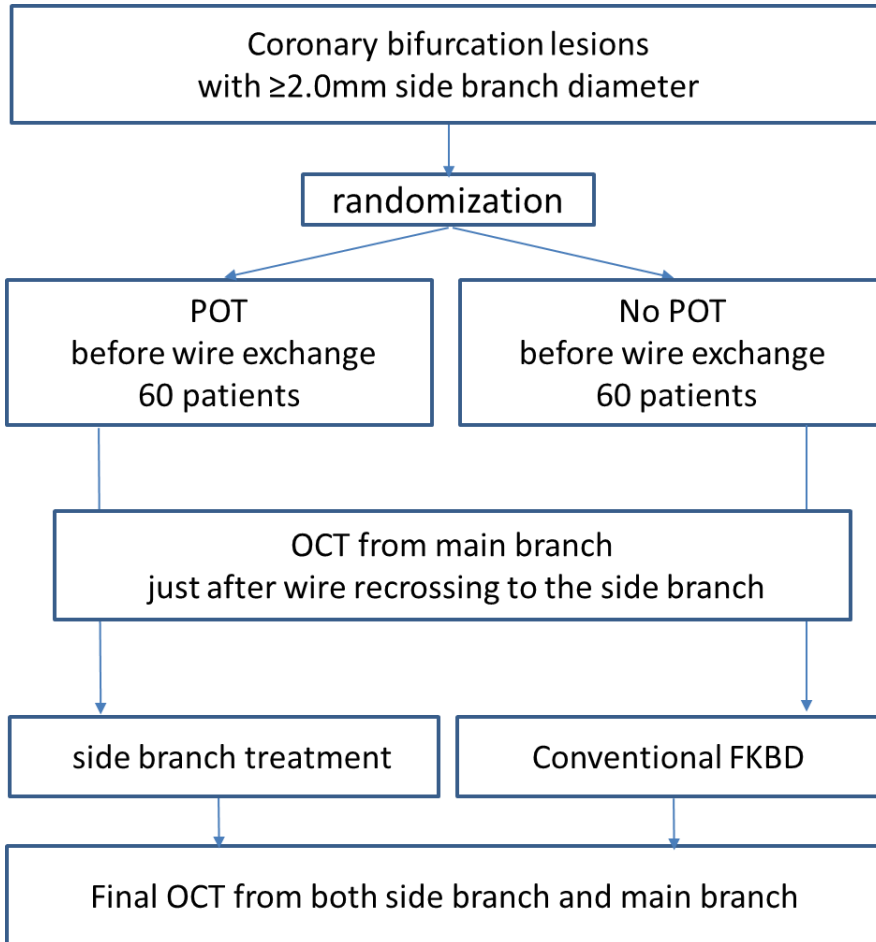 Coronary bifurcation lesions
with ≥2.0mm side branch diameter
randomization
POT
before wire exchange
60 patients
No POT
before wire exchange
60 patients
OCT from main branch
just after wire recrossing to the side branch
side branch treatment
Conventional FKBD
Final OCT from both side branch and main branch